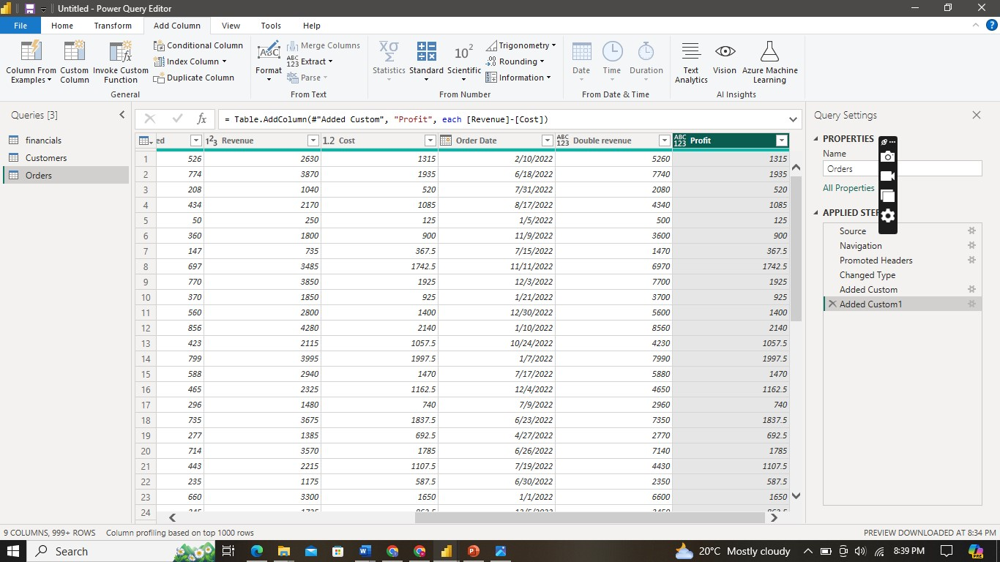 Untitled - Power Query Editor
File Home Transform Add Column View Tools Help
Column From Examples
Custom Column
Invoke Custom Function
Conditional Column
Index Column
Duplicate Column
General
Format
Merge Columns
Extract
Parse
From Text
Statistics
Standard
Scientific
Trigonometry
Rounding
Information
From Number
Date
Time
Duration
From Date & Time
Text Analytics
Vision
Azure Machine Learning
AI Insights
Queries [3]
financials
Customers
Orders
= Table.AddColumn(#"Added Custom", "Profit", each [Revenue]-[Cost])
ed 123 Revenue 1.2 Cost Order Date ABC 123 Double revenue ABC 123 Profit
1 526 2630 1315 2/10/2022 5260 1315
2 774 3870 1935 6/18/2022 7740 1935
3 208 1040 520 7/31/2022 2080 520
4 434 2170 1085 8/17/2022 4340 1085
5 50 250 125 1/5/2022 500 125
6 360 1800 900 11/9/2022 3600 900
7 147 735 367.5 7/15/2022 1470 367.5
8 697 3485 1742.5 11/11/2022 6970 1742.5
9 770 3850 1925 12/3/2022 7700 1925
10 370 1850 925 1/21/2022 3700 925
11 560 2800 1400 12/30/2022 5600 1400
12 856 4280 2140 1/10/2022 8560 2140
13 423 2115 1057.5 10/24/2022 4230 1057.5
14 799 3995 1997.5 1/7/2022 7990 1997.5
15 588 2940 1470 7/17/2022 5880 1470
16 465 2325 1162.5 12/4/2022 4650 1162.5
17 296 1480 740 7/9/2022 2960 740
18 735 3675 1837.5 6/23/2022 7350 1837.5
19 277 1385 692.5 4/27/2022 2770 692.5
20 714 3570 1785 6/26/2022 7140 1785
21 443 2215 1107.5 7/19/2022 4430 1107.5
22 235 1175 587.5 6/30/2022 2350 587.5
23 660 3300 1650 1/1/2022 6600 1650
24
Query Settings
PROPERTIES
Name
Orders
All Properties
APPLIED STE
Source
Navigation
Promoted Headers
Changed Type
Added Custom
Added Custom1
9 COLUMNS, 999+ ROWS Column profiling based on top 1000 rows
PREVIEW DOWNLOADED AT 8:34 PM
Search
20°C Mostly cloudy
8:39 PM
PRE